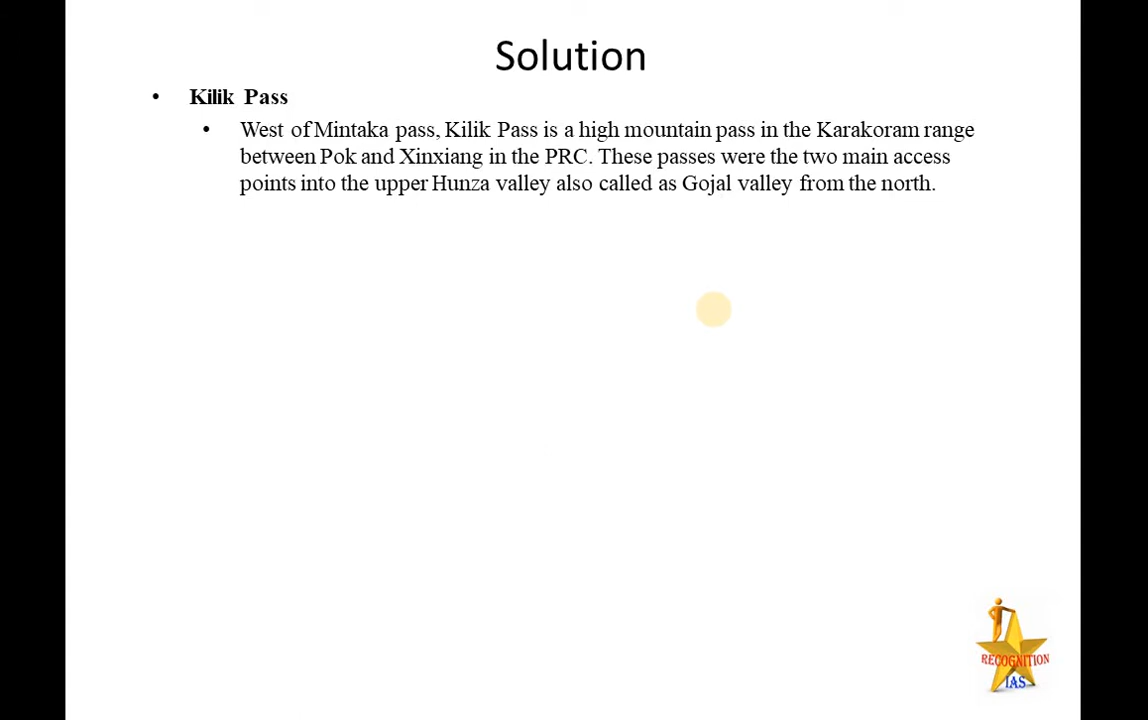 Solution
• Kilik Pass
• West of Mintaka pass, Kilik Pass is a high mountain pass in the Karakoram range
between Pok and Xinxiang in the PRC. These passes were the two main access
points into the upper Hunza valley also called as Gojal valley from the north.
RECOGNITION
IAS